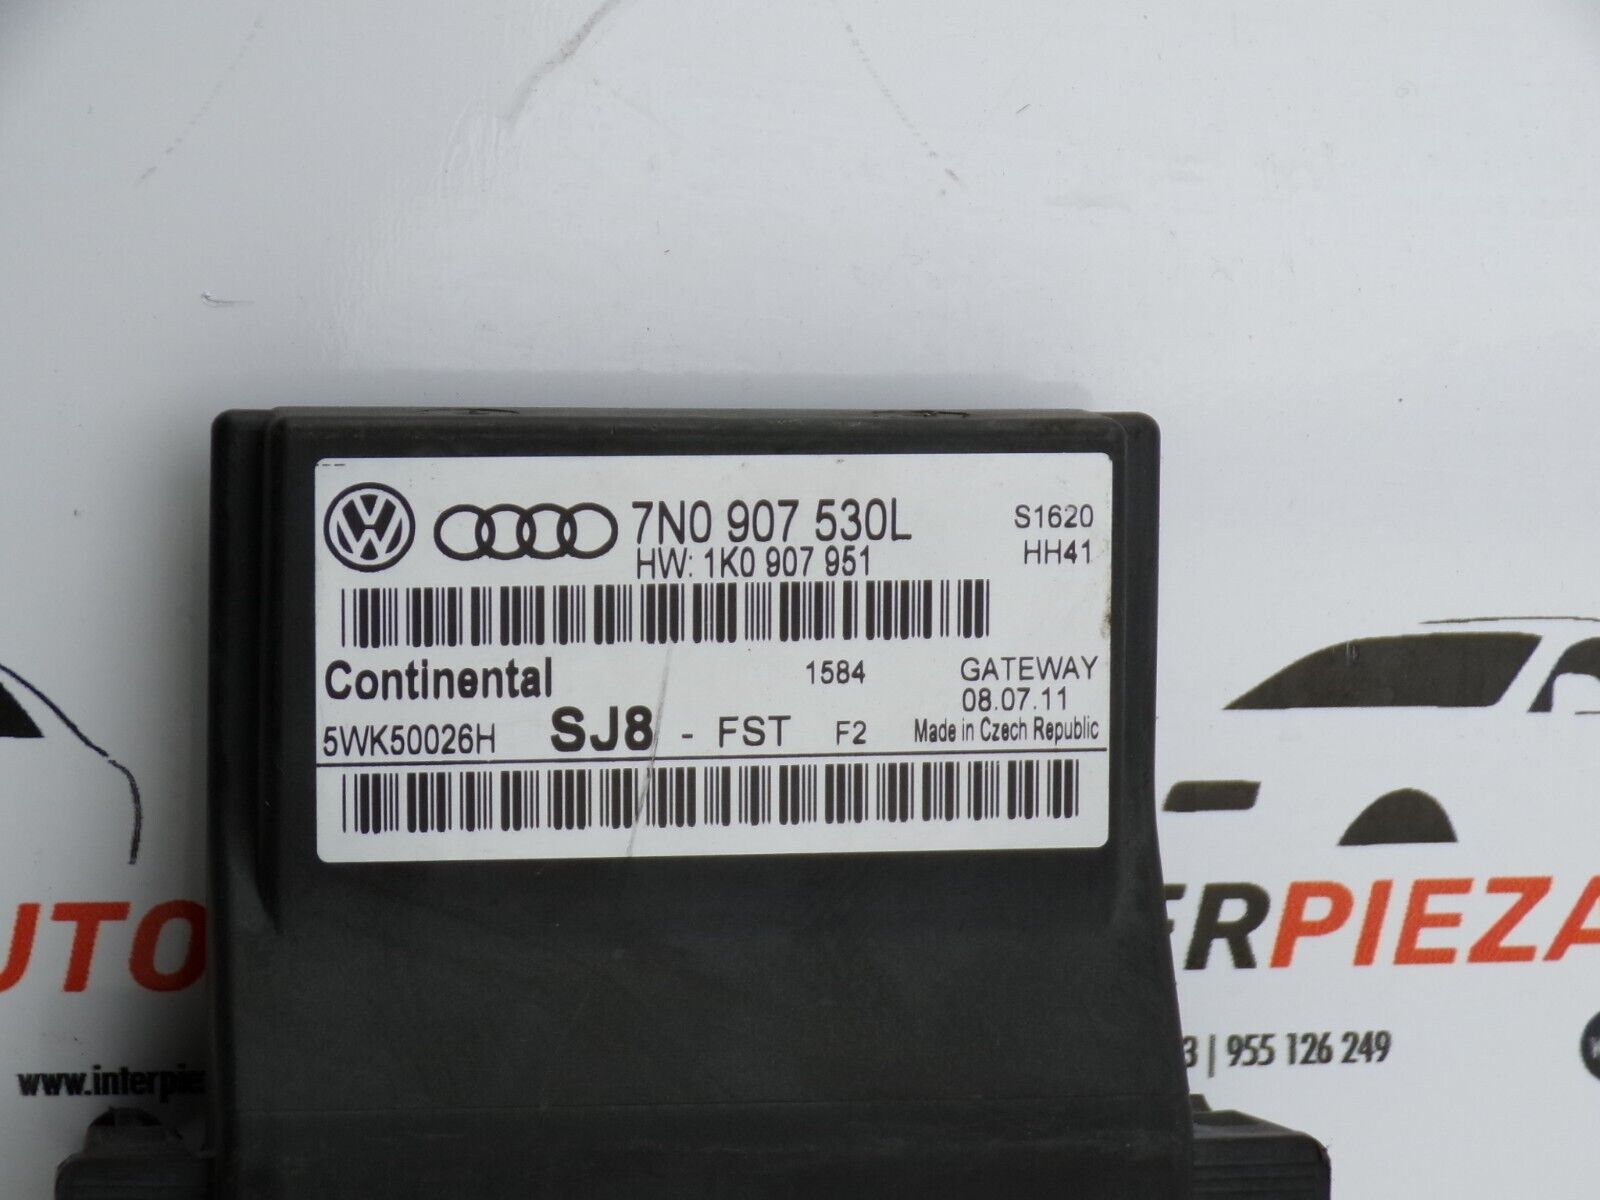 7N0 907 530L
S1620
HW: 1K0 907 951
HH41
Continental
1584
GATEWAY
08.07.11
5WK50026H SJ8 - FST F2
Made in Czech Republic
UTO
ERPIEZA
www.interpie
3 | 955 126 249